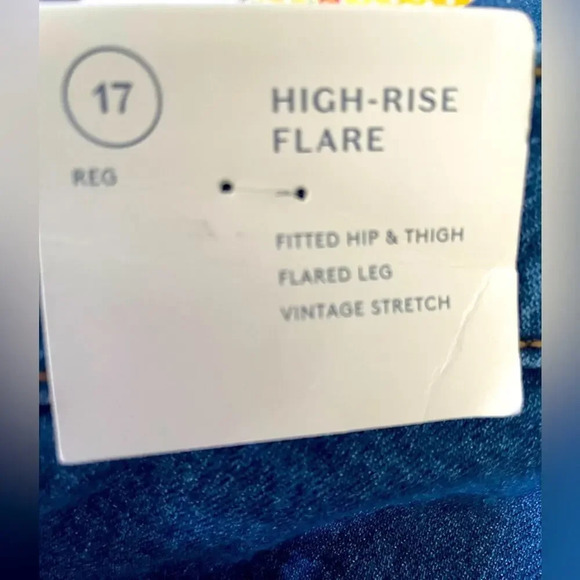 17
REG
HIGH-RISE
FLARE
FITTED HIP & THIGH
FLARED LEG
VINTAGE STRETCH